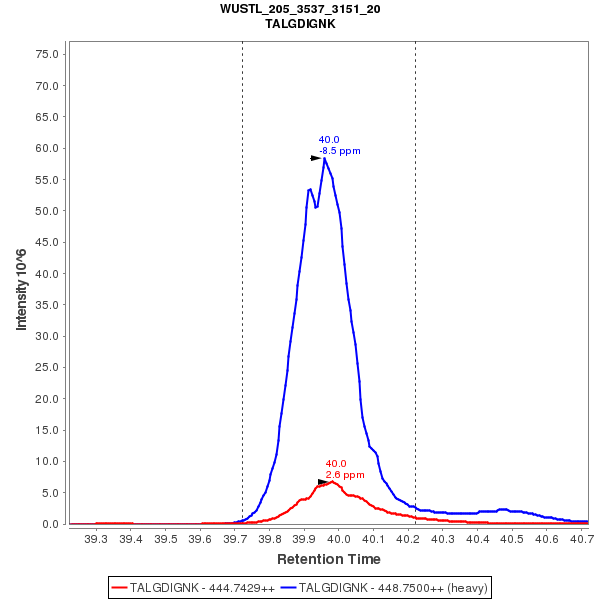 WUSTL_205_3537_3151_20
TALGDIGNK
75.0
70.0
65.0
60.0
55.0
50.0
45.0
40.0
35.0
30.0
25.0
20.0
15.0
10.0
5.0
0.0
Intensity 10^6
40.0
-8.5 ppm
40.0
2.6 ppm
39.3 39.4 39.5 39.6 39.7 39.8 39.9 40.0 40.1 40.2 40.3 40.4 40.5 40.6 40.7
Retention Time
TALGDIGNK - 444.7429++ TALGDIGNK - 448.7500++ (heavy)